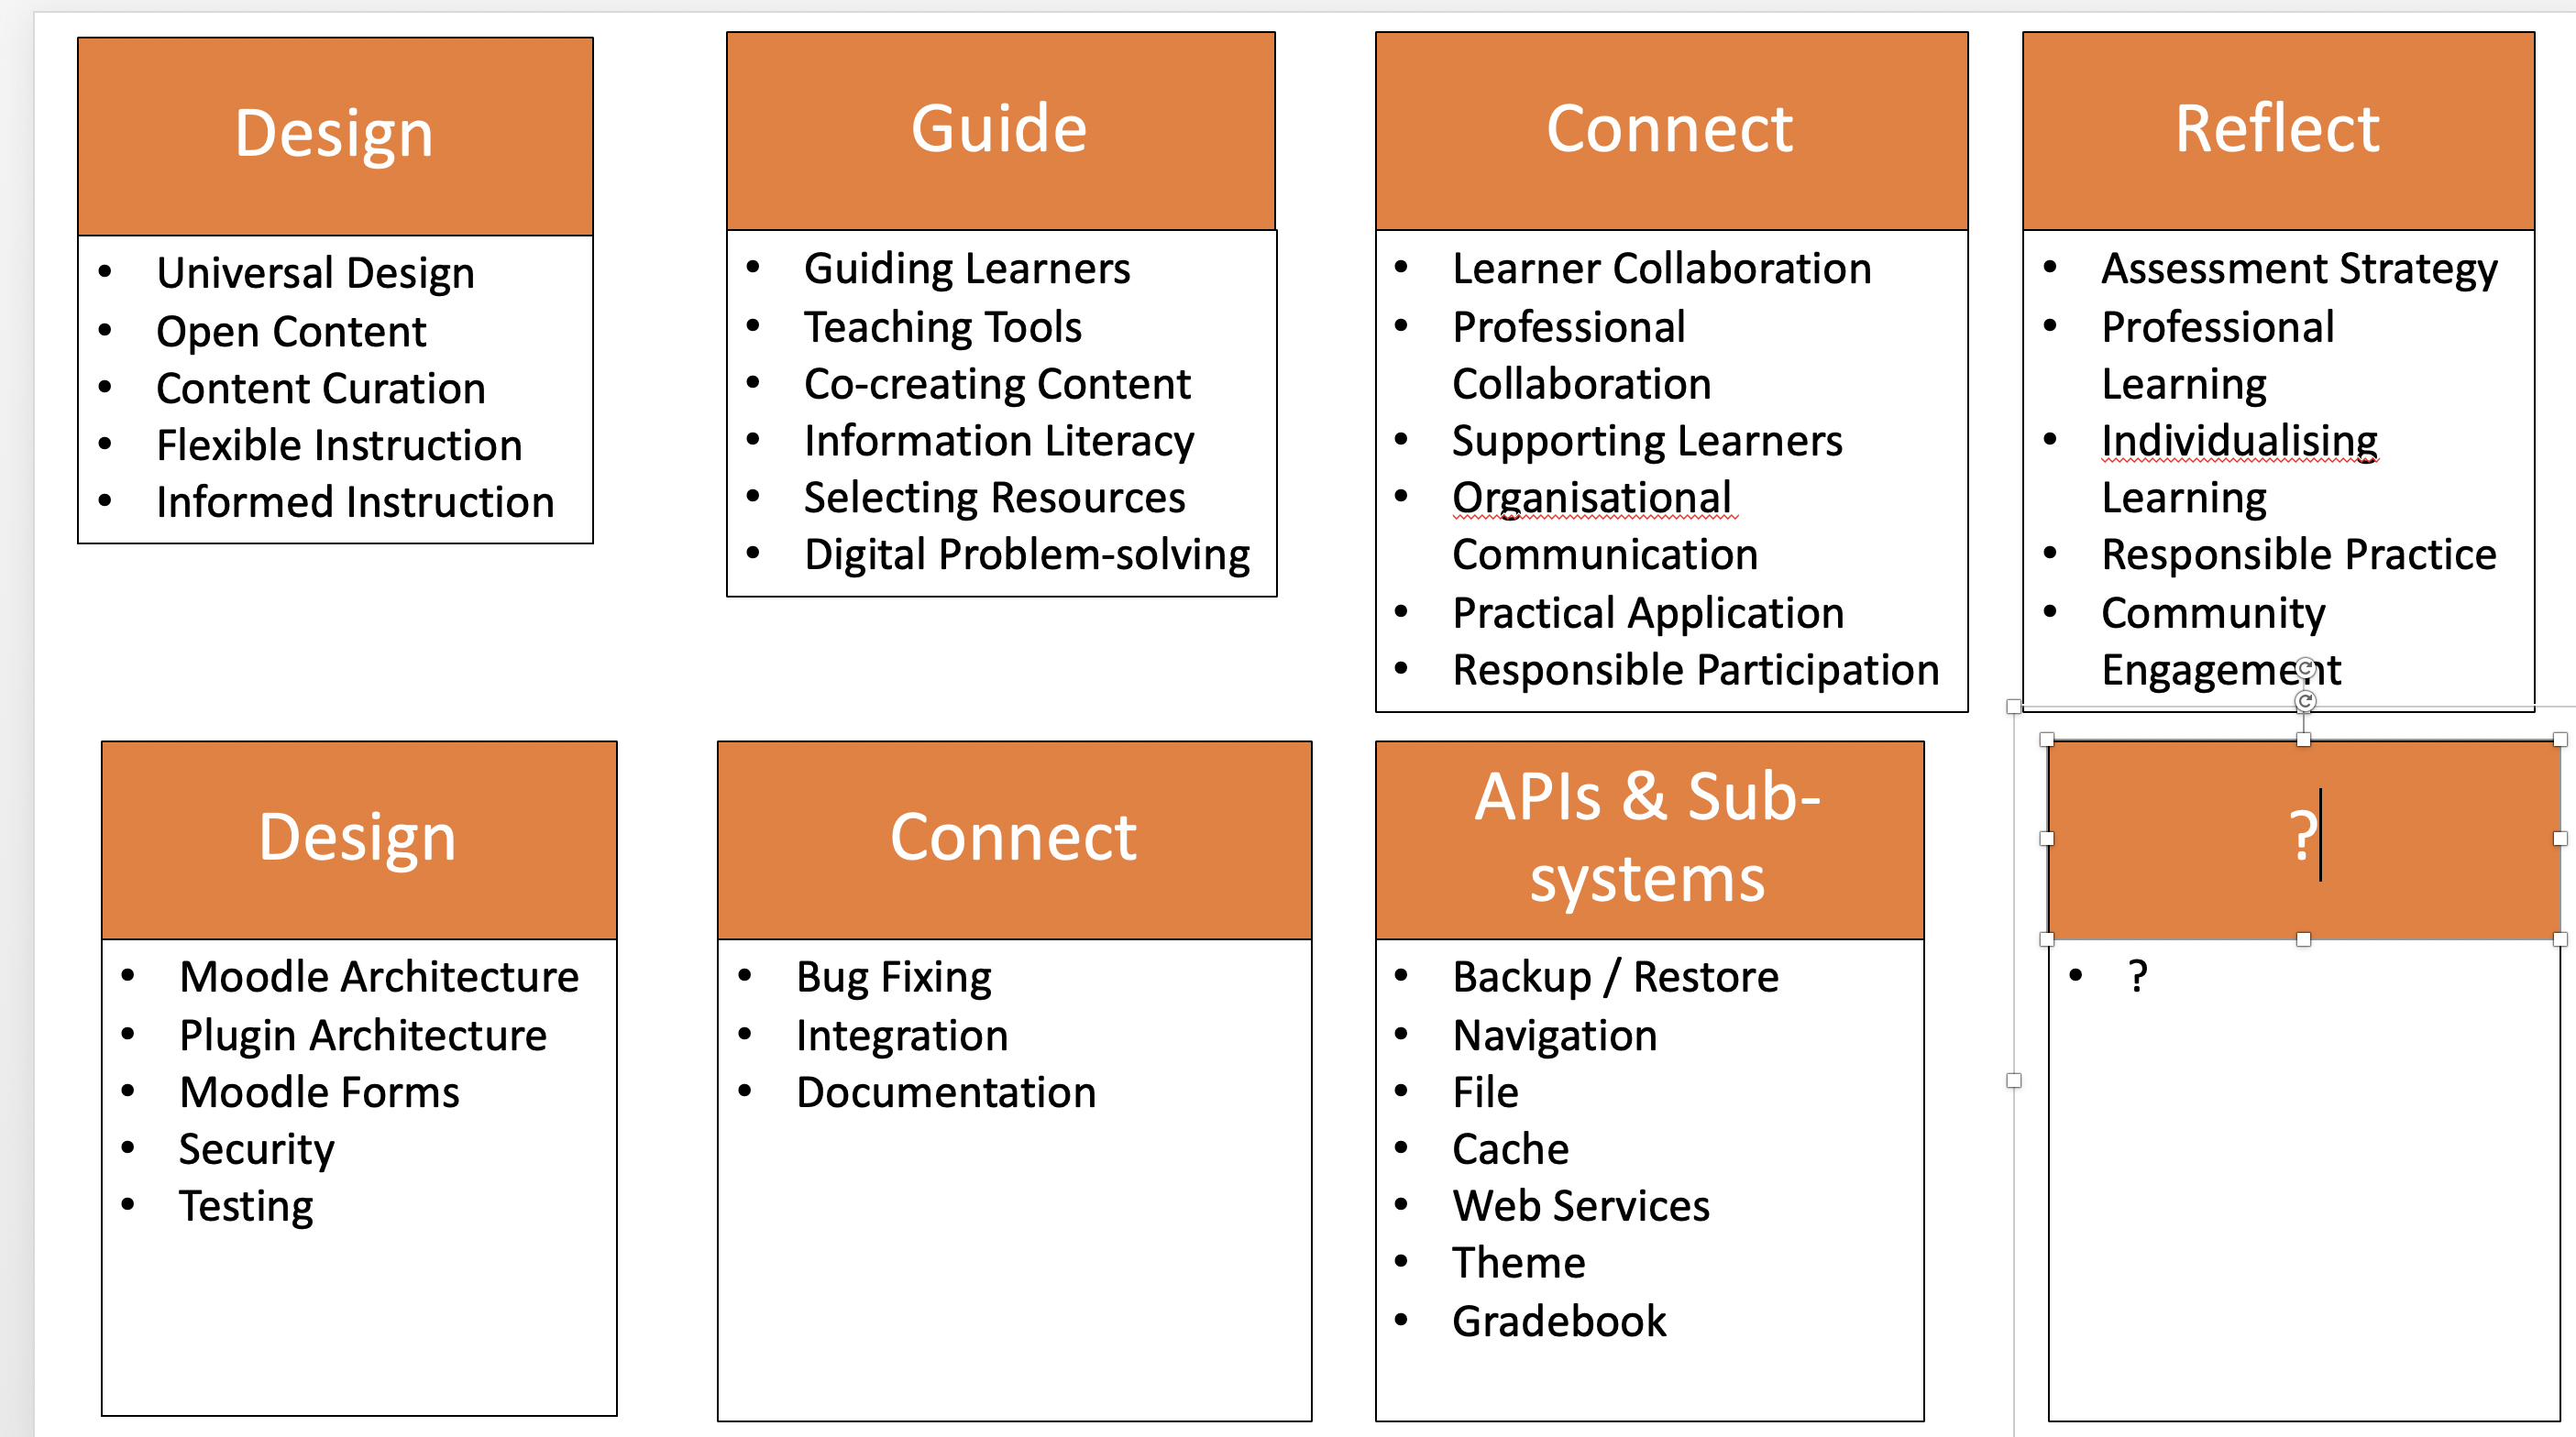 Design
• Universal Design
• Open Content
• Content Curation
• Flexible Instruction
• Informed Instruction
Guide
• Guiding Learners
• Teaching Tools
• Co-creating Content
• Information Literacy
• Selecting Resources
• Digital Problem-solving
Connect
• Learner Collaboration
• Professional
Collaboration
• Supporting Learners
• Organisational
Communication
• Practical Application
• Responsible Participation
Reflect
• Assessment Strategy
• Professional
Learning
• Individualising
Learning
• Responsible Practice
• Community
Engagement
Design
• Moodle Architecture
• Plugin Architecture
• Moodle Forms
• Security
• Testing
Connect
• Bug Fixing
• Integration
• Documentation
APIs & Sub-
systems
• Backup / Restore
• Navigation
• File
• Cache
• Web Services
• Theme
• Gradebook
?
• ?